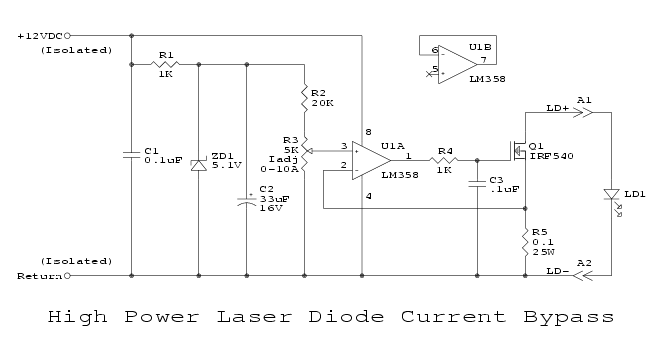 +12VDC
(Isolated)
R1
1K
C1
0.1uF
ZD1
5.1V
C2
+
33uF
16V
R2
20K
R3
5K
Iadj
0-10A
3
+
2
-
8
4
U1A
1
LM358
6
-
5
+
U1B
7
LM358
R4
1K
C3
.1uF
Q1
IRF540
LD+
A1
LD1
R5
0.1
25W
LD-
A2
(Isolated)
Return
High Power Laser Diode Current Bypass